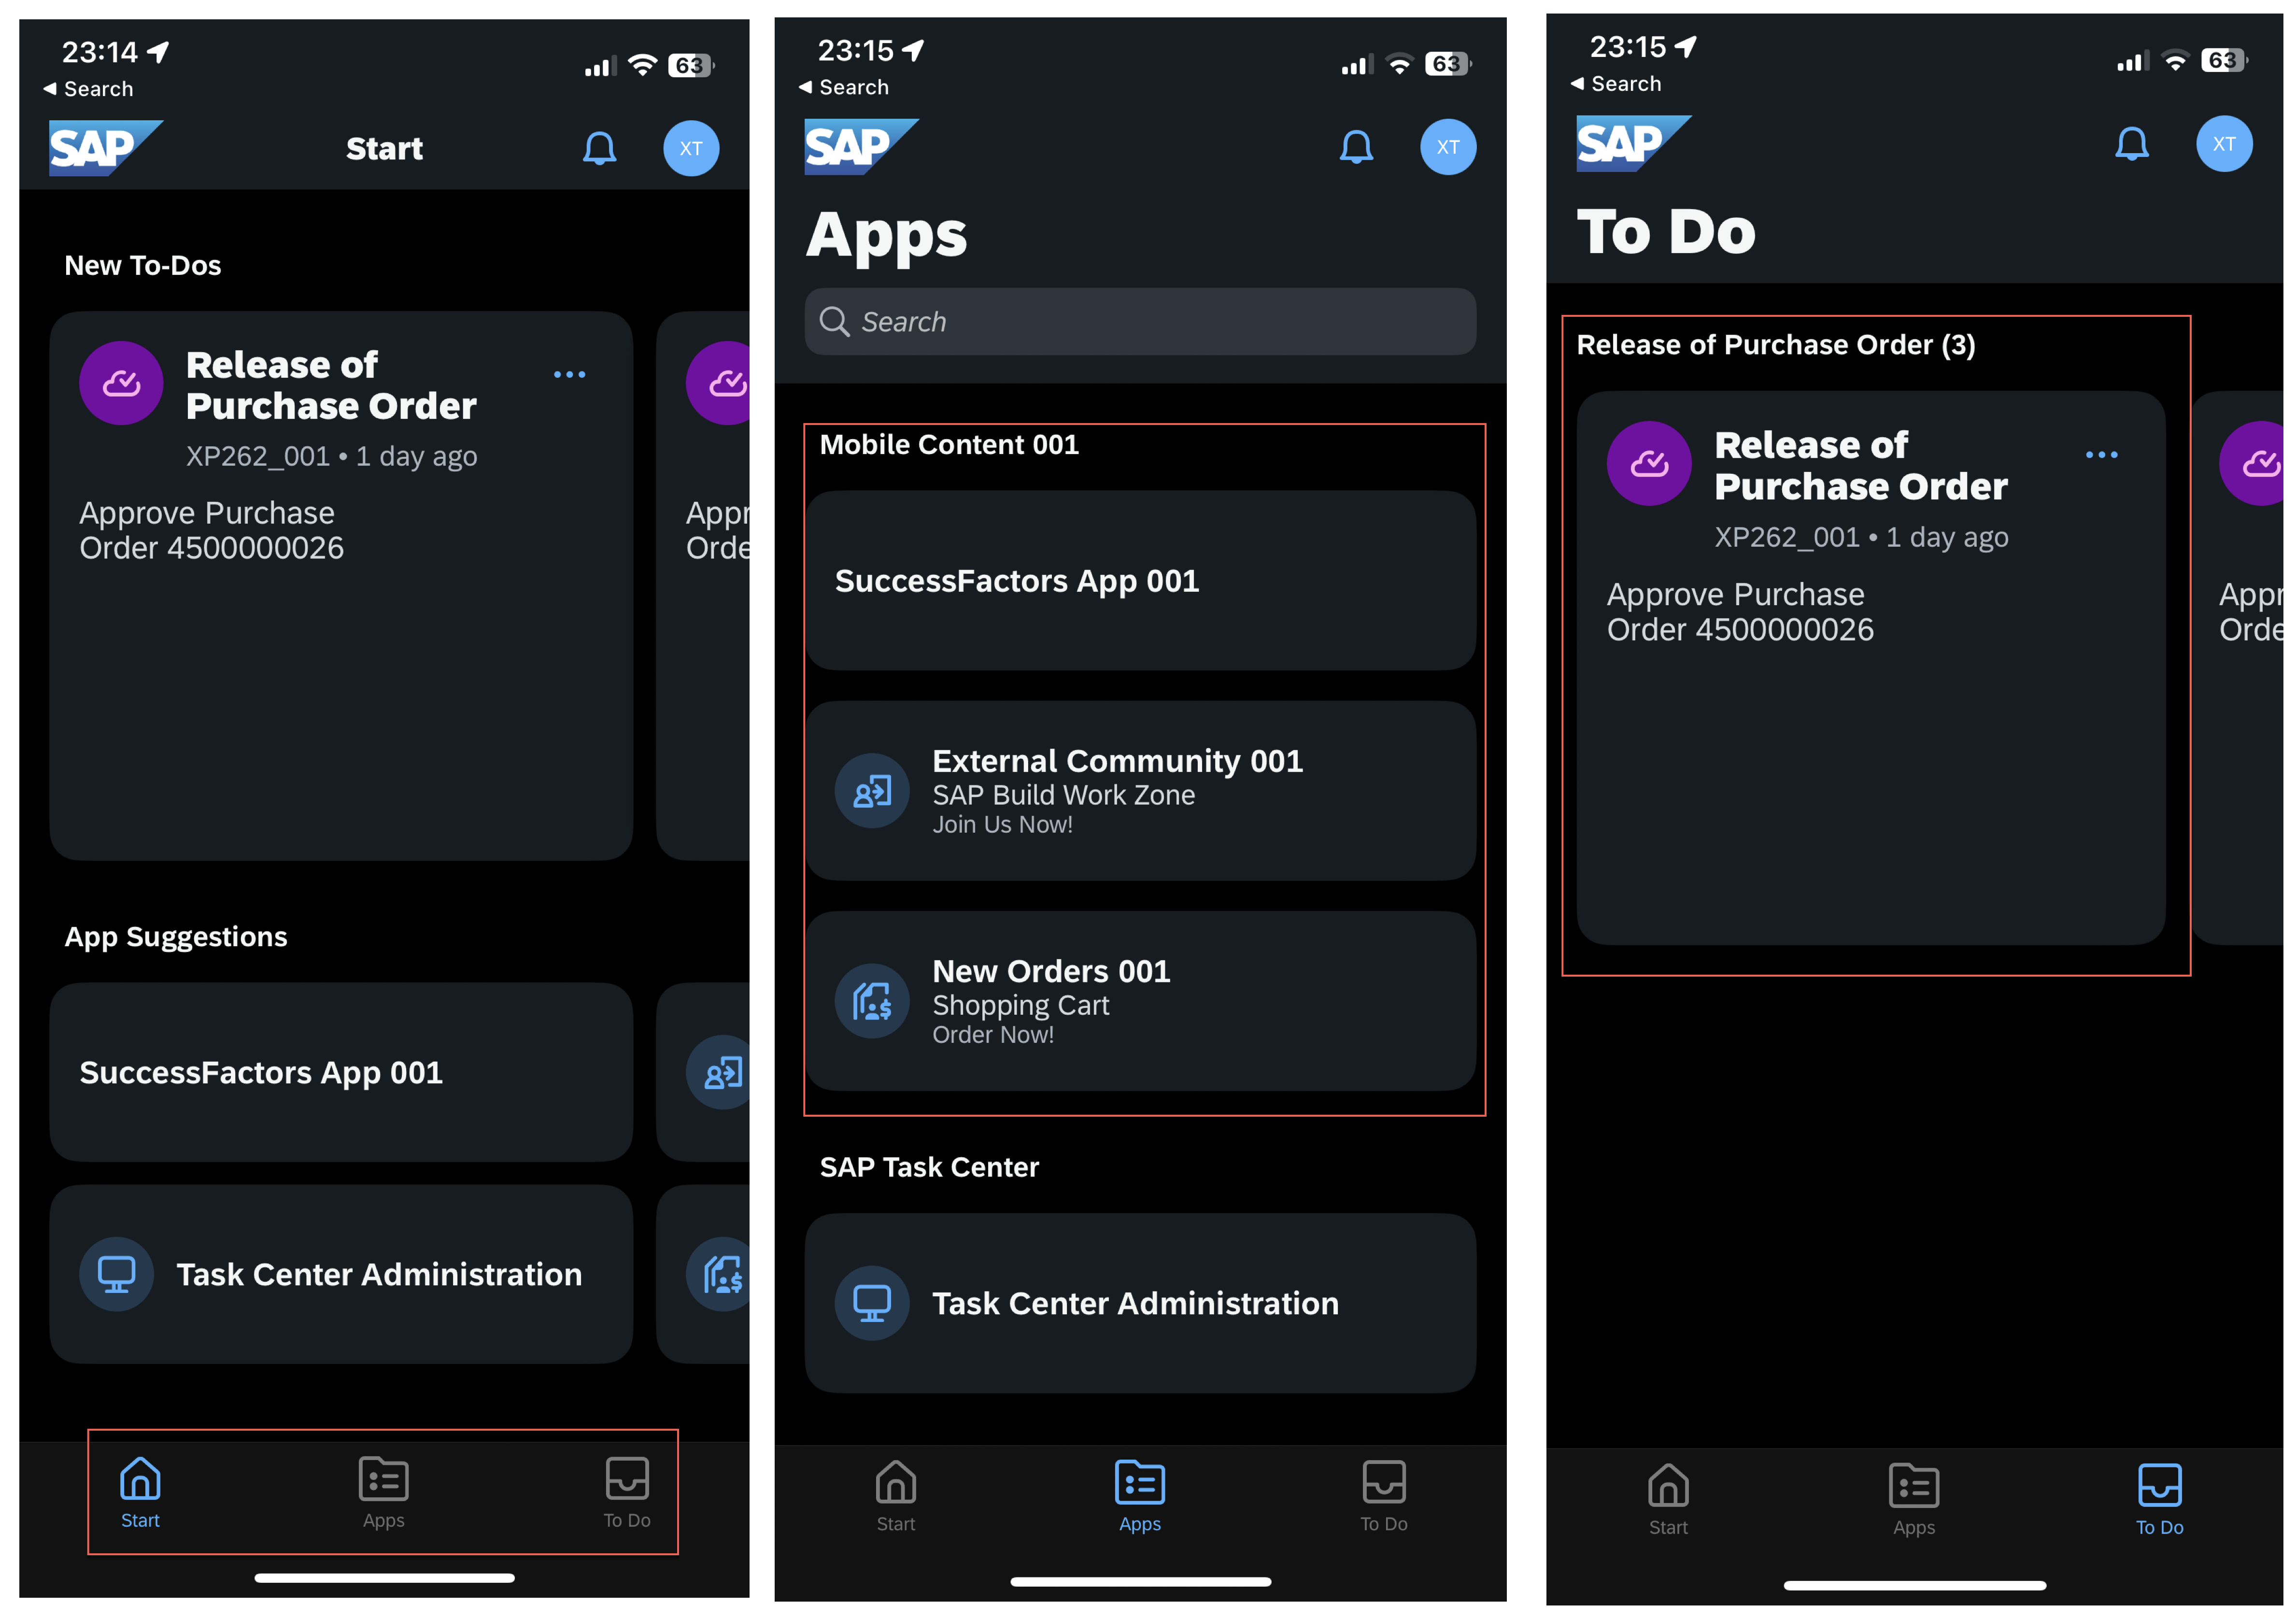 23:14
Search
63
SAP
Start
XT
New To-Dos
Release of
Purchase Order
XP262_001 • 1 day ago
Approve Purchase
Order 4500000026
App Suggestions
SuccessFactors App 001
Task Center Administration
Start
Apps
To Do
23:15
Search
63
SAP
XT
Apps
Search
Mobile Content 001
SuccessFactors App 001
External Community 001
SAP Build Work Zone
Join Us Now!
New Orders 001
Shopping Cart
Order Now!
SAP Task Center
Task Center Administration
Start
Apps
To Do
23:15
Search
63
SAP
XT
To Do
Release of Purchase Order (3)
Release of
Purchase Order
XP262_001 • 1 day ago
Approve Purchase
Order 4500000026
Start
Apps
To Do